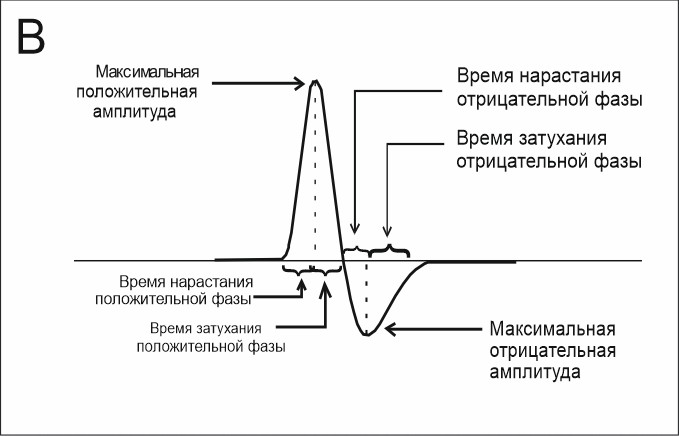 B
Максимальная
положительная
амплитуда
Время нарастания
отрицательной фазы
Время затухания
отрицательной фазы
Время нарастания
положительной фазы
Время затухания
положительной фазы
Максимальная
отрицательная
амплитуда